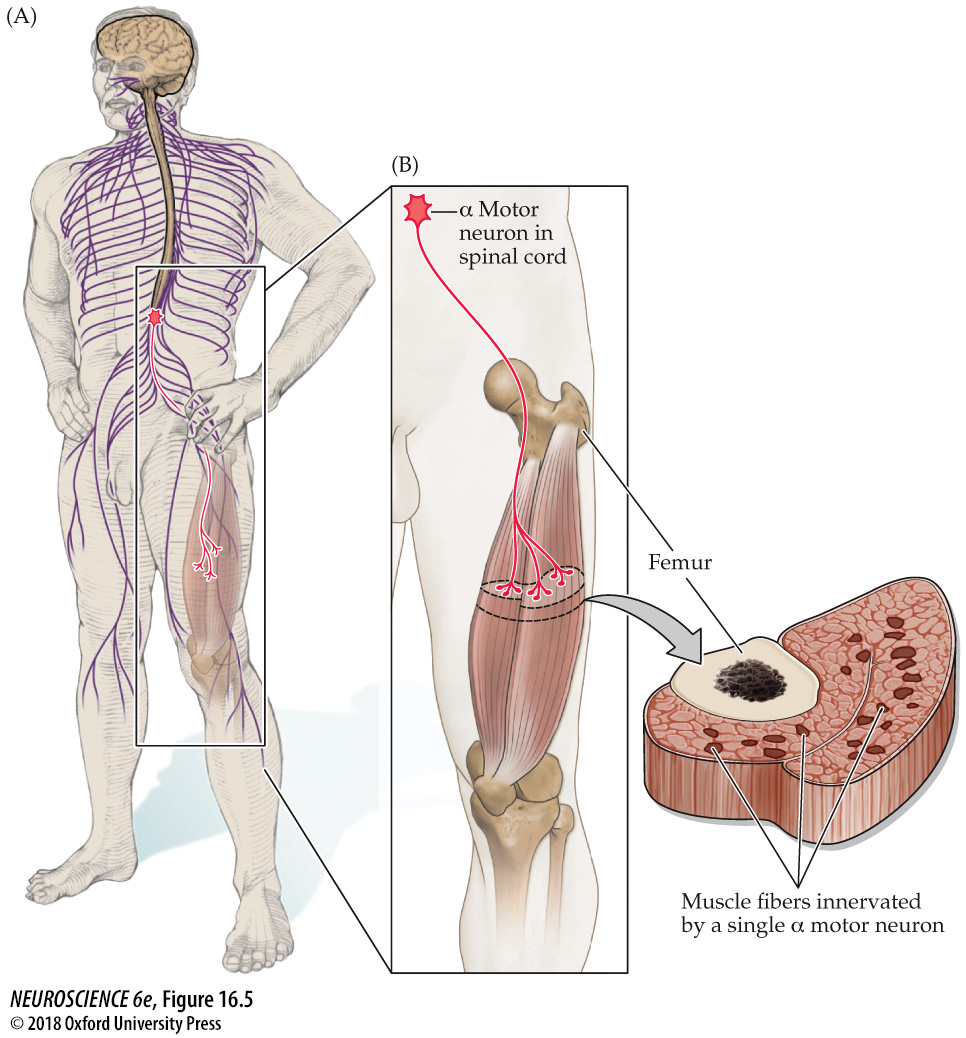 (A)
(B)
α Motor
neuron in
spinal cord
Femur
Muscle fibers innervated
by a single α motor neuron
NEUROSCIENCE 6e, Figure 16.5
© 2018 Oxford University Press